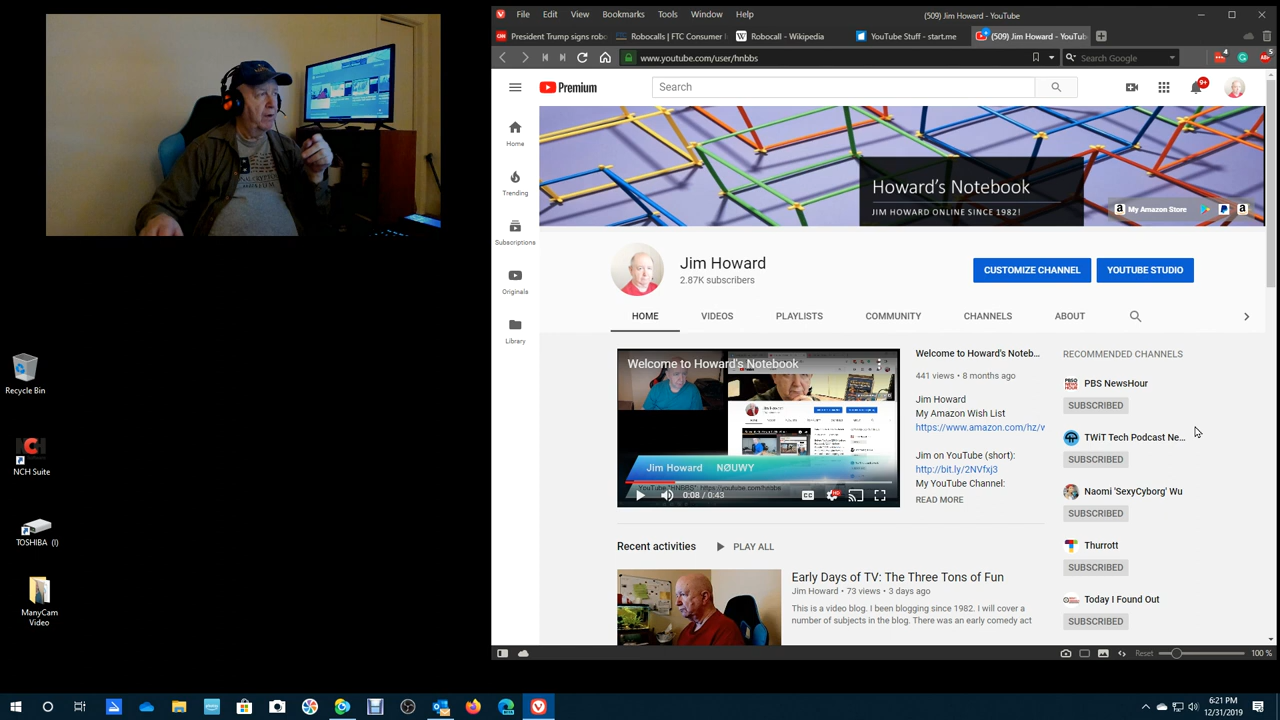 File Edit View Bookmarks Tools Window Help
(509) Jim Howard - YouTube
President Trump signs rob
Robocalls | FTC Consumer I
Robocall - Wikipedia
YouTube Stuff - start.me
(509) Jim Howard - YouTu
www.youtube.com/user/hnbbs
Search Google
Premium
Search
9+
Home
Trending
Subscriptions
Originals
Library
Howard's Notebook
JIM HOWARD ONLINE SINCE 1982!
My Amazon Store
Jim Howard
2.87K subscribers
CUSTOMIZE CHANNEL
YOUTUBE STUDIO
HOME VIDEOS PLAYLISTS COMMUNITY CHANNELS ABOUT
Welcome to Howard's Notebook
Jim Howard NØUWY
0:08 / 0:43
Welcome to Howard's Noteb...
441 views • 8 months ago
Jim Howard
My Amazon Wish List
https://www.amazon.com/hz/v
Jim on YouTube (short):
http://bit.ly/2NVfxj3
My YouTube Channel:
READ MORE
RECOMMENDED CHANNELS
PBS NewsHour
SUBSCRIBED
TWiT Tech Podcast Ne...
SUBSCRIBED
Naomi 'SexyCyborg' Wu
SUBSCRIBED
Thurrott
SUBSCRIBED
Today I Found Out
SUBSCRIBED
Recent activities
PLAY ALL
Early Days of TV: The Three Tons of Fun
Jim Howard • 73 views • 3 days ago
This is a video blog. I been blogging since 1982. I will cover a
number of subjects in the blog. There was an early comedy act
Reset
100 %
Recycle Bin
NCH Suite
TOSHIBA (I)
ManyCam
Video
6:21 PM
12/31/2019